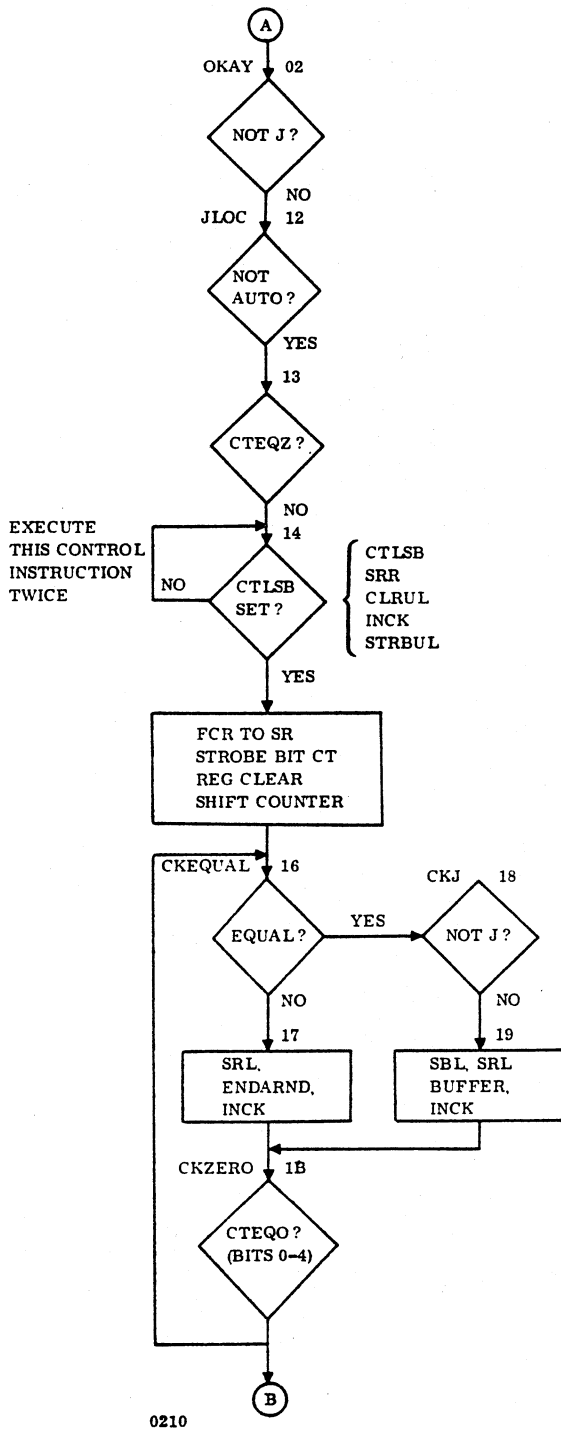 A
OKAY 02
NOT J?
NO
JLOC 12
NOT
AUTO?
YES
13
CTEQZ?
NO
14
EXECUTE
THIS CONTROL
INSTRUCTION
TWICE
NO
CTLSB
SET?
CTLSB
SRR
CLRUL
INCK
STRBUL
YES
FCR TO SR
STROBE BIT CT
REG CLEAR
SHIFT COUNTER
CKEQUAL 16
EQUAL?
YES
CKJ 18
NOT J?
NO
17
NO
19
SRL,
ENDARND,
INCK
SBL, SRL
BUFFER,
INCK
CKZERO 1B
CTEQO?
(BITS 0-4)
B
0210